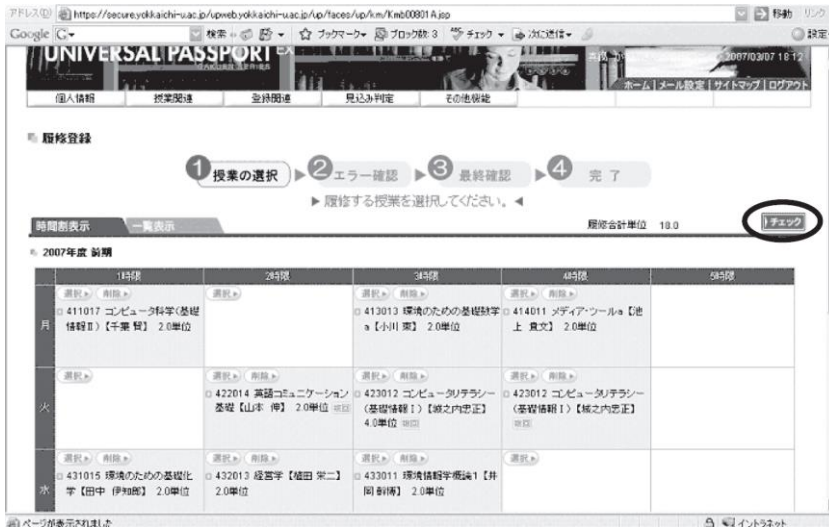 アドレス(D) https://secure.yokkaichi-u.ac.jp/upweb.yokkaichi-u.ac.jp/up/faces/up/km/Kmb00801A.jsp 移動 リンク
Google G▾ 検索 ブックマーク▾ ブロック数: 3 チェック▾ 次に送信▾ 設定
UNIVERSAL PASSPORT EX
2007/03/07 18:12
ホーム | メール設定 | サイトマップ | ログアウト
個人情報 授業関連 登録関連 見込み判定 その他機能
履修登録
1 授業の選択 ▶ 2 エラー確認 ▶ 3 最終確認 ▶ 4 完了
▶ 履修する授業を選択してください。 ◀
時間割表示 一覧表示 履修合計単位 18.0 チェック
2007年度 前期
1時限 2時限 3時限 4時限 5時限
月
選択 削除
411017 コンピュータ科学(基礎
情報Ⅱ)【千葉 賢】 2.0単位
選択
選択 削除
413013 環境のための基礎数学
a【小川 束】 2.0単位
選択 削除
414011 メディア・ツールa【池
上 貴文】 2.0単位
火
選択
選択 削除
422014 英語コミュニケーション
基礎【山本 伸】 2.0単位
選択 削除
423012 コンピュータリテラシー
(基礎情報Ⅰ)【城之内忠正】
4.0単位
選択 削除
423012 コンピュータリテラシー
(基礎情報Ⅰ)【城之内忠正】
水
選択 削除
431015 環境のための基礎化
学【田中 伊知郎】 2.0単位
選択 削除
432013 経営学【植田 栄二】
2.0単位
選択 削除
433011 環境情報学概論1【井
岡 幹博】 2.0単位
選択
ページが表示されました イントラネット